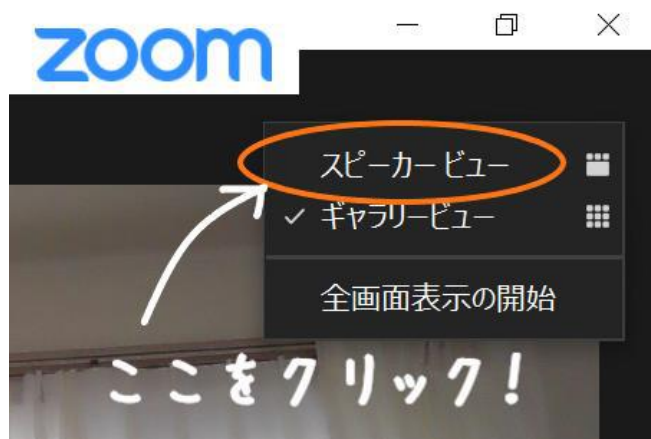 zoom
スピーカー ビュー
ギャラリービュー
全画面表示の開始
ここをクリック！